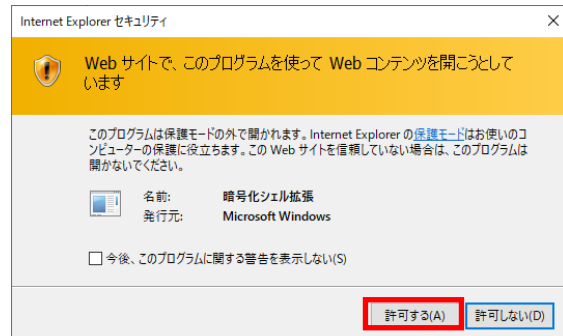 Internet Explorer セキュリティ
Web サイトで、このプログラムを使って Web コンテンツを開こうとして
います
このプログラムは保護モードの外で開かれます。Internet Explorer の保護モードはお使いのコ
ンピューターの保護に役立ちます。この Web サイトを信頼していない場合は、このプログラムは
開かないでください。
名前: 暗号化シェル拡張
発行元: Microsoft Windows
今後、このプログラムに関する警告を表示しない(S)
許可する(A) 許可しない(D)